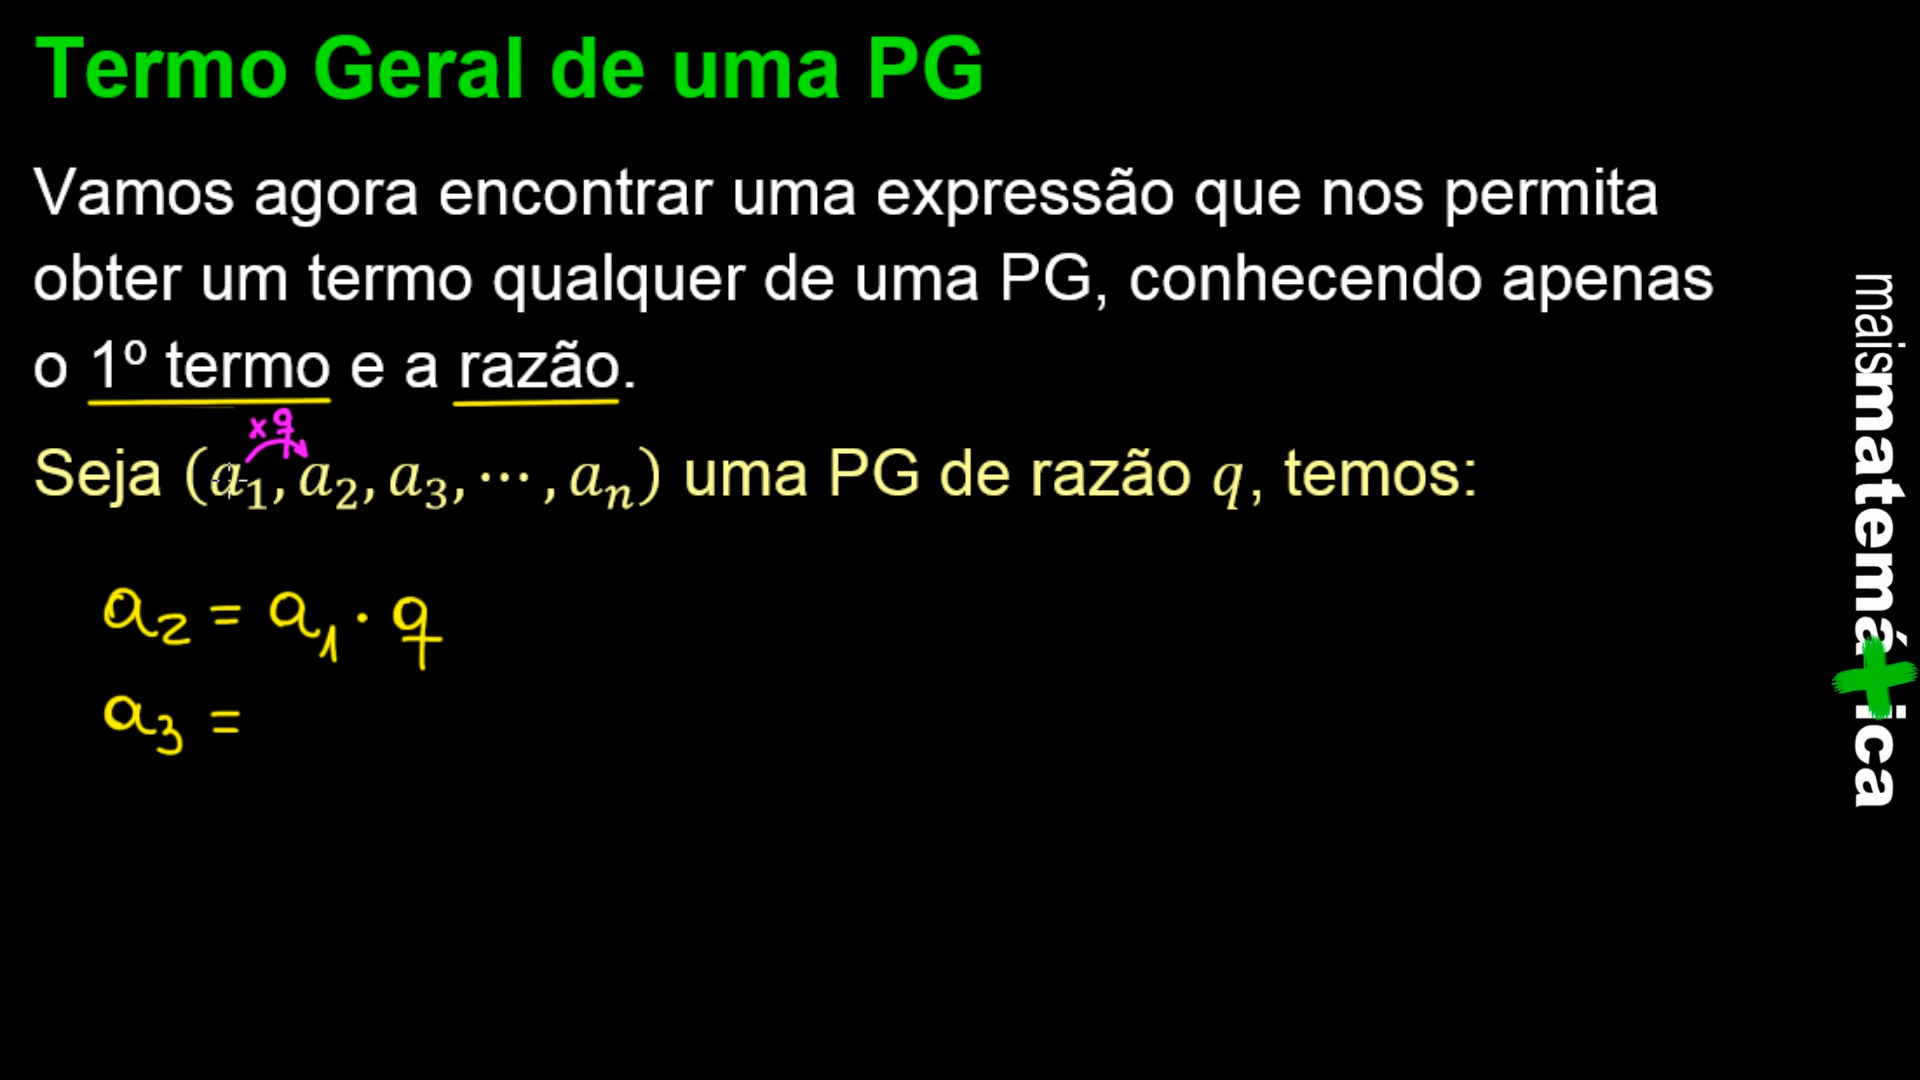 Termo Geral de uma PG
Vamos agora encontrar uma expressão que nos permita
obter um termo qualquer de uma PG, conhecendo apenas
o 1º termo e a razão.
×q
Seja (a₁, a₂, a₃, ⋯ , aₙ) uma PG de razão q, temos:
a₂ = a₁ · q
a₃ =
maismatemática